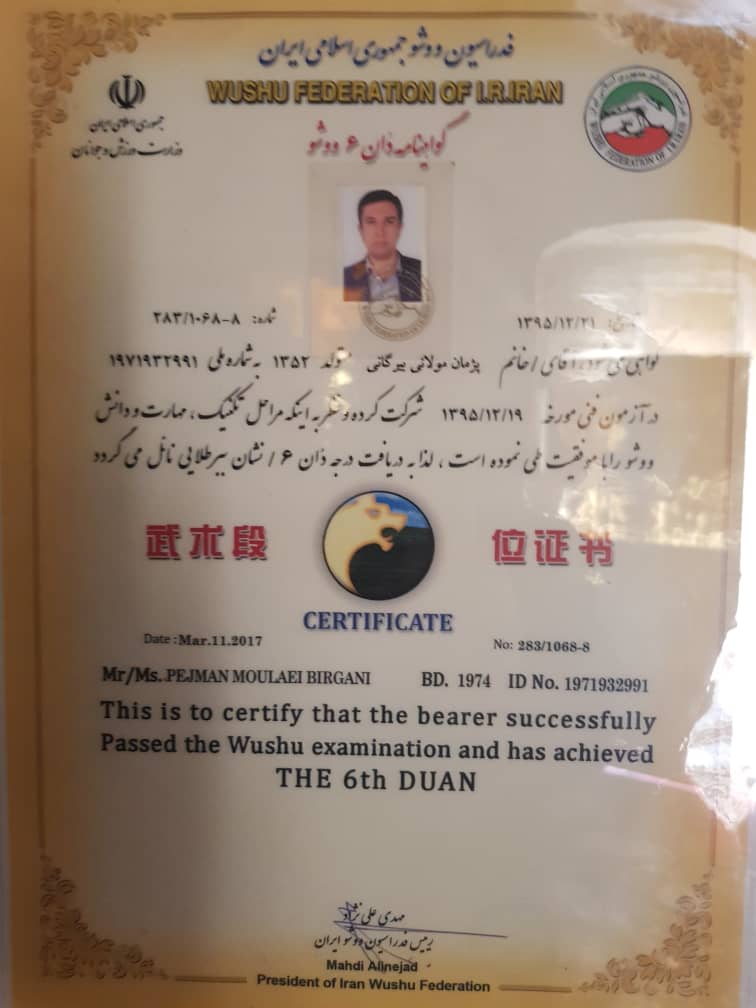 فدراسیون ووشو جمهوری اسلامی ایران
WUSHU FEDERATION OF I.R.IRAN
جمهوری اسلامی ایران
وزارت ورزش و جوانان
WUSHU FEDERATION OF I.R.IRAN
گواهینامه دان ۶ ووشو
شماره: ۲۸۳/۱۰۶۸-۸
۱۳۹۵/۱۲/۲۱
گواهی می شود، آقای / خانم پژمان مولائی بیرگانی متولد ۱۳۵۲ به شماره ملی ۱۹۷۱۹۳۲۹۹۱
در آزمون فنی مورخه ۱۳۹۵/۱۲/۱۹ شرکت کرده و نظر به اینکه مراحل تکنیک، مهارت و دانش
ووشو را با موفقیت طی نموده است، لذا به دریافت درجه دان ۶ / نشان ببر طلایی نائل می گردد
武术段 位证书
CERTIFICATE
Date :Mar.11.2017
No: 283/1068-8
Mr/Ms. PEJMAN MOULAEI BIRGANI BD. 1974 ID No. 1971932991
This is to certify that the bearer successfully
Passed the Wushu examination and has achieved
THE 6th DUAN
مهدی علی نژاد
رییس فدراسیون ووشو ایران
Mahdi Alinejad
President of Iran Wushu Federation